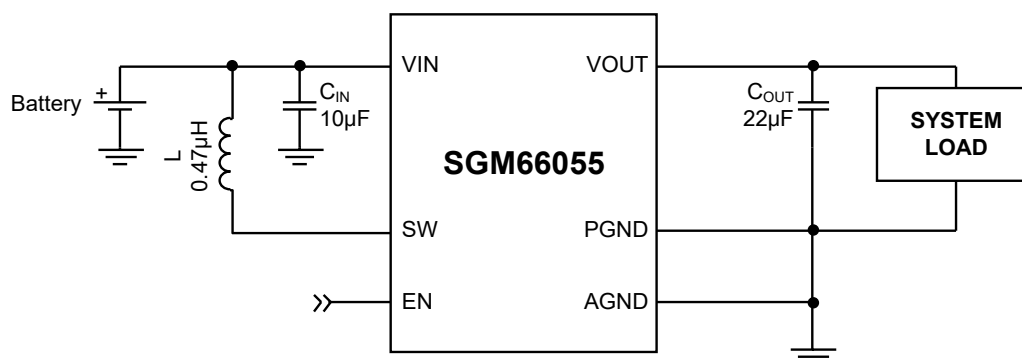 VIN
VOUT
+
Battery
C_IN
10µF
C_OUT
22µF
SYSTEM
LOAD
L
0.47µH
SGM66055
SW
PGND
EN
AGND